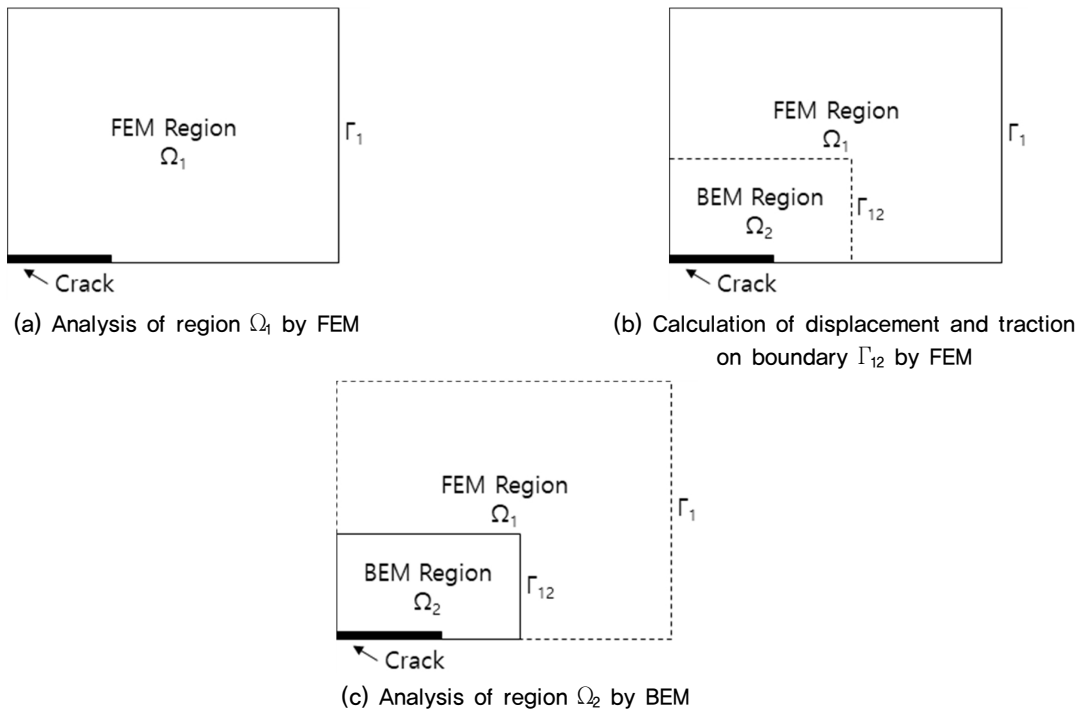 FEM Region
Ω₁
Γ₁
Crack
(a) Analysis of region Ω₁ by FEM
FEM Region
Ω₁
Γ₁
BEM Region
Ω₂
Γ₁₂
Crack
(b) Calculation of displacement and traction
on boundary Γ₁₂ by FEM
FEM Region
Ω₁
Γ₁
BEM Region
Ω₂
Γ₁₂
Crack
(c) Analysis of region Ω₂ by BEM